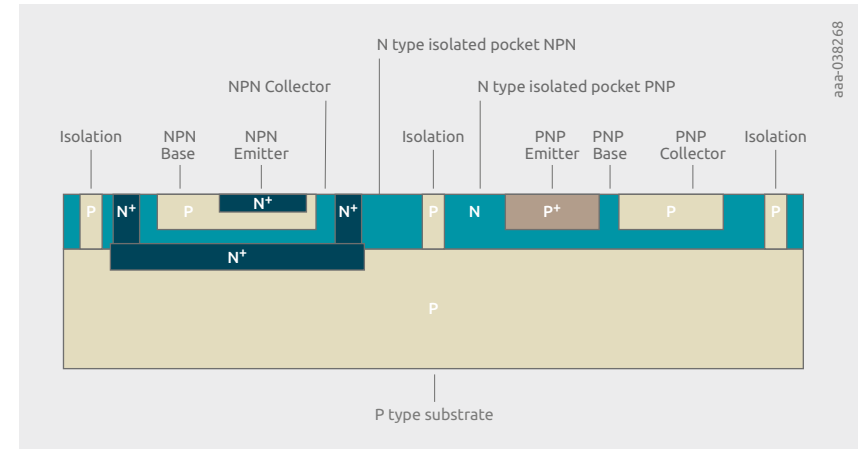 aaa-038268
N type isolated pocket NPN
NPN Collector
N type isolated pocket PNP
Isolation
NPN
Base
NPN
Emitter
Isolation
PNP
Emitter
PNP
Base
PNP
Collector
Isolation
P
N+
P
N+
N+
P
N
P+
P
P
N+
P
P type substrate